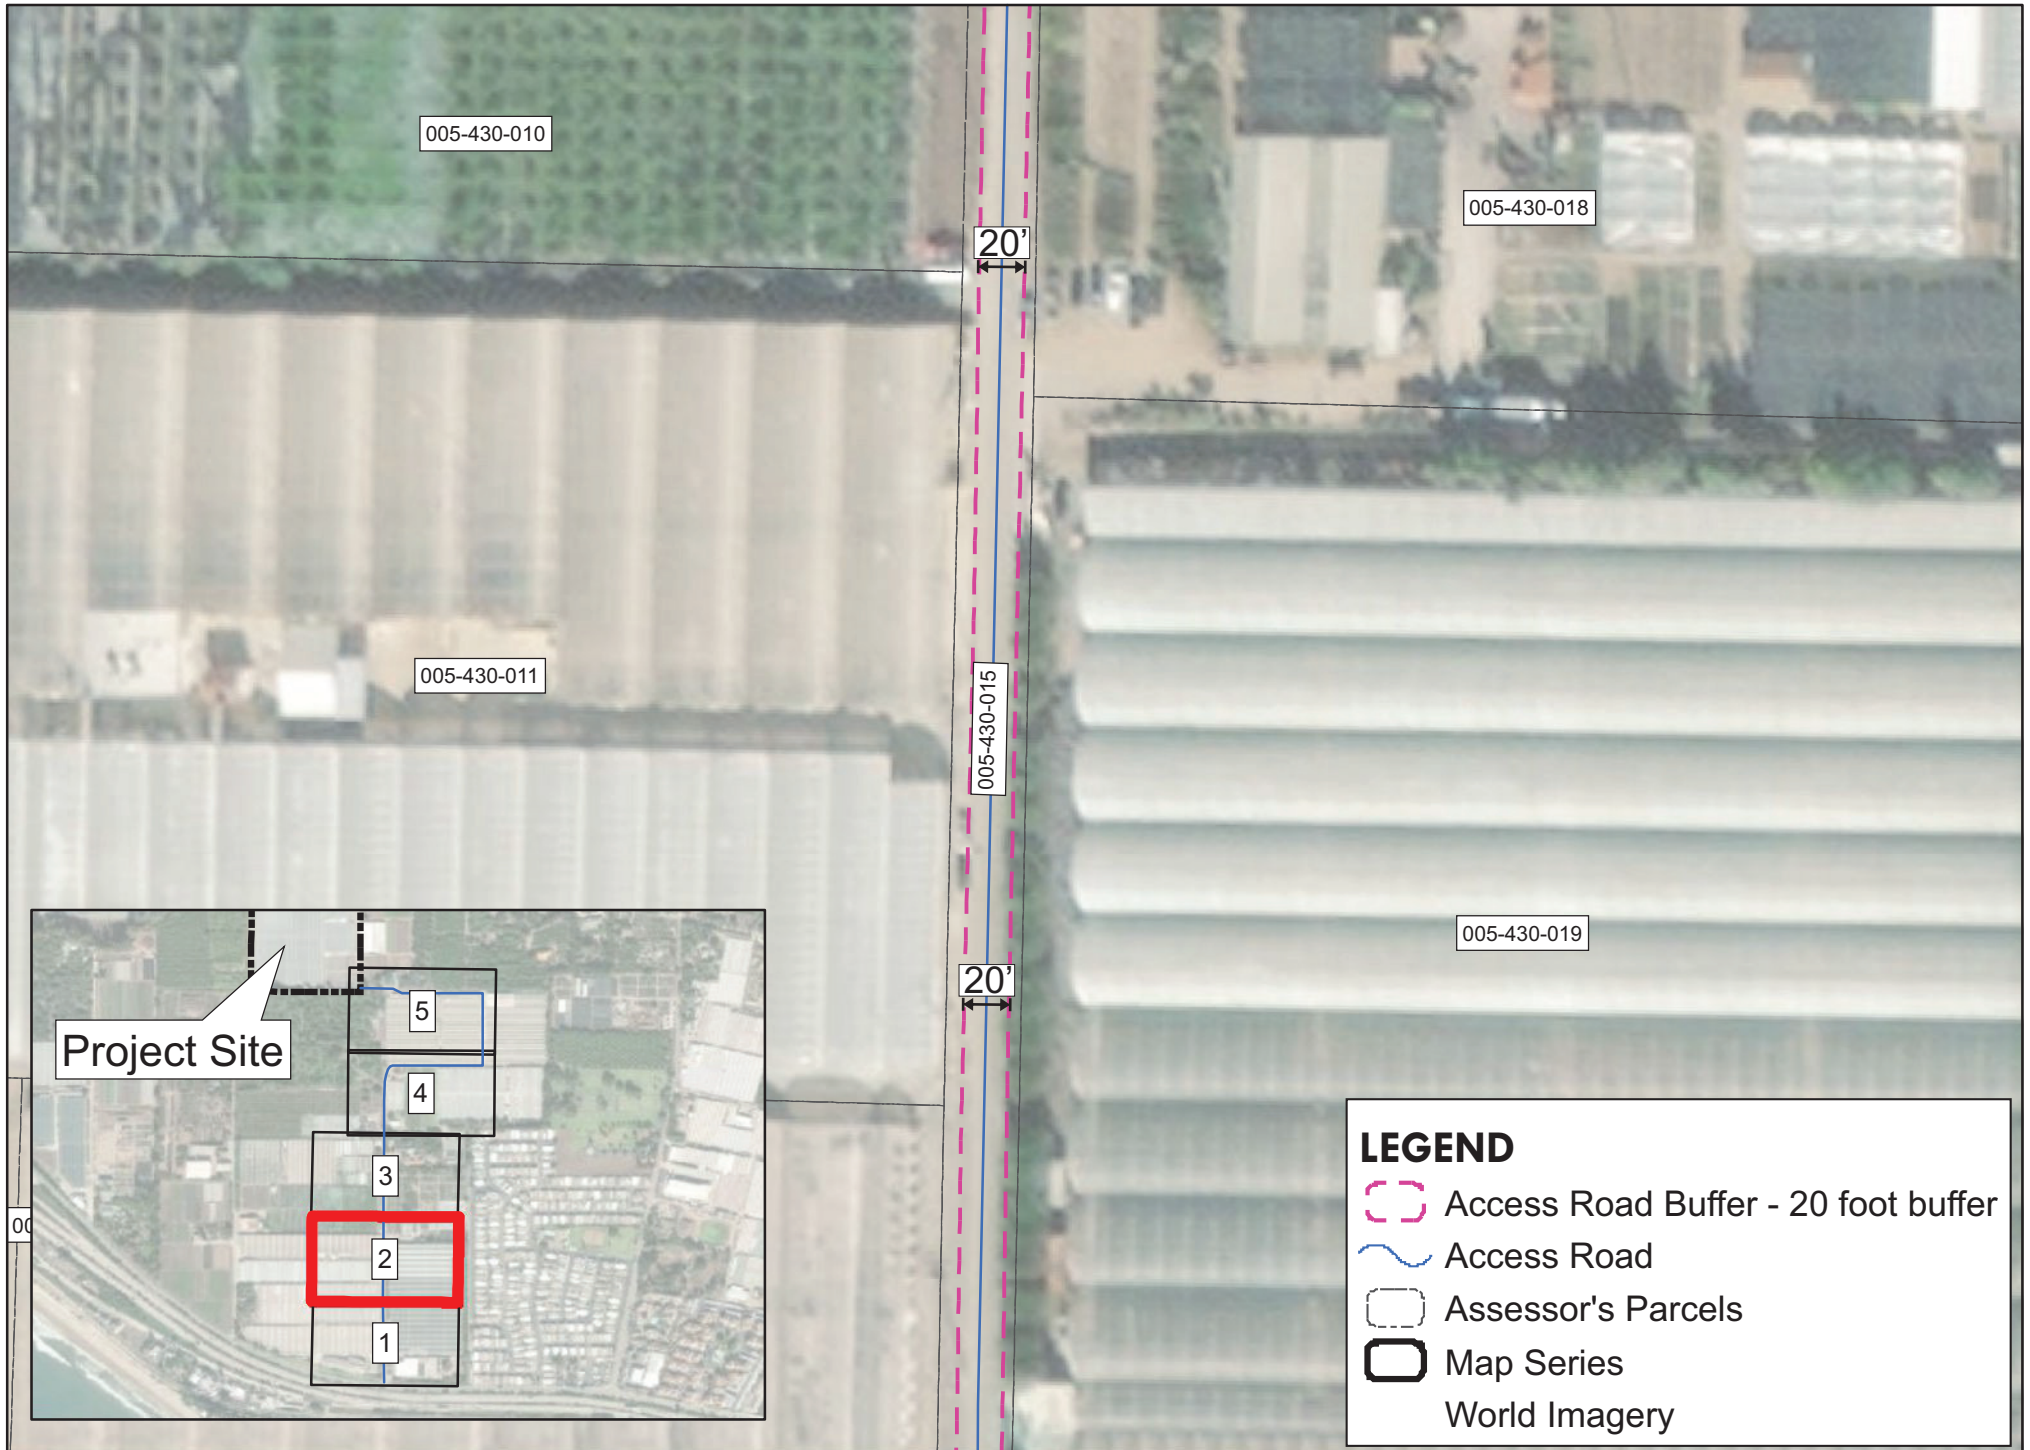 005-430-010
005-430-018
20’
005-430-011
005-430-015
005-430-019
20’
Project Site
5
4
3
2
1
00
LEGEND
Access Road Buffer - 20 foot buffer
Access Road
Assessor's Parcels
Map Series
World Imagery